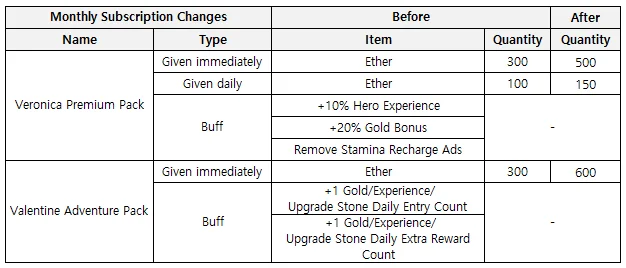 Monthly Subscription Changes Before After
Name Type Item Quantity Quantity
Veronica Premium Pack Given immediately Ether 300 500
Given daily Ether 100 150
Buff +10% Hero Experience -
+20% Gold Bonus
Remove Stamina Recharge Ads
Valentine Adventure Pack Given immediately Ether 300 600
Buff +1 Gold/Experience/
Upgrade Stone Daily Entry Count -
+1 Gold/Experience/
Upgrade Stone Daily Extra Reward
Count